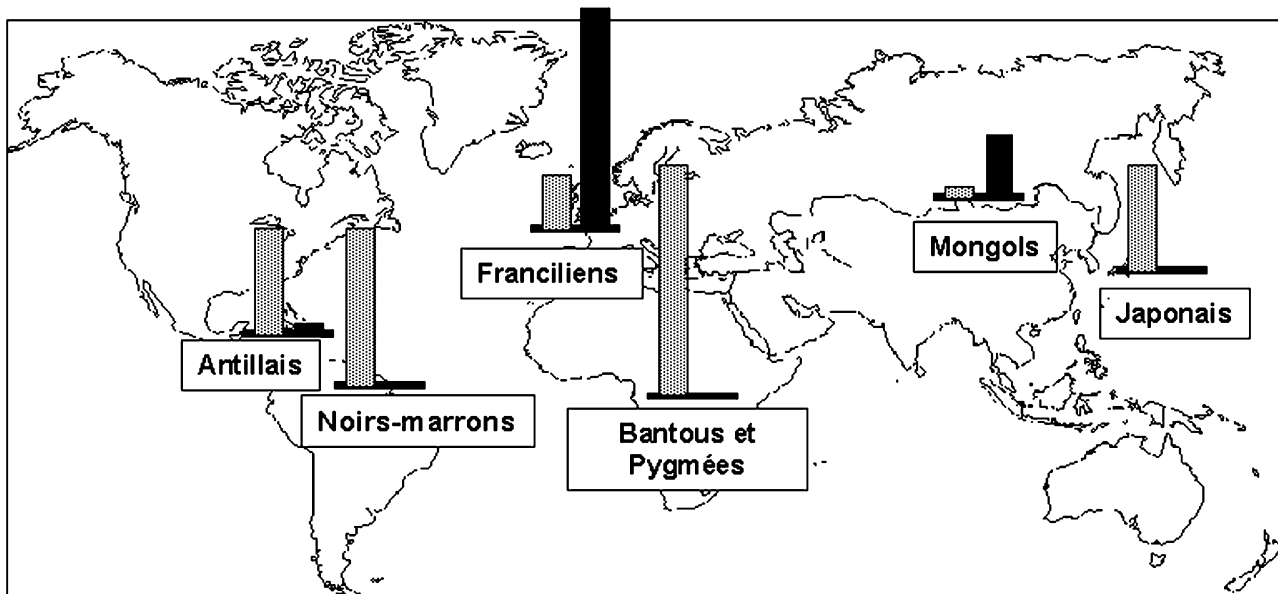 Franciliens
Mongols
Japonais
Antillais
Noirs-marrons
Bantous et
Pygmées